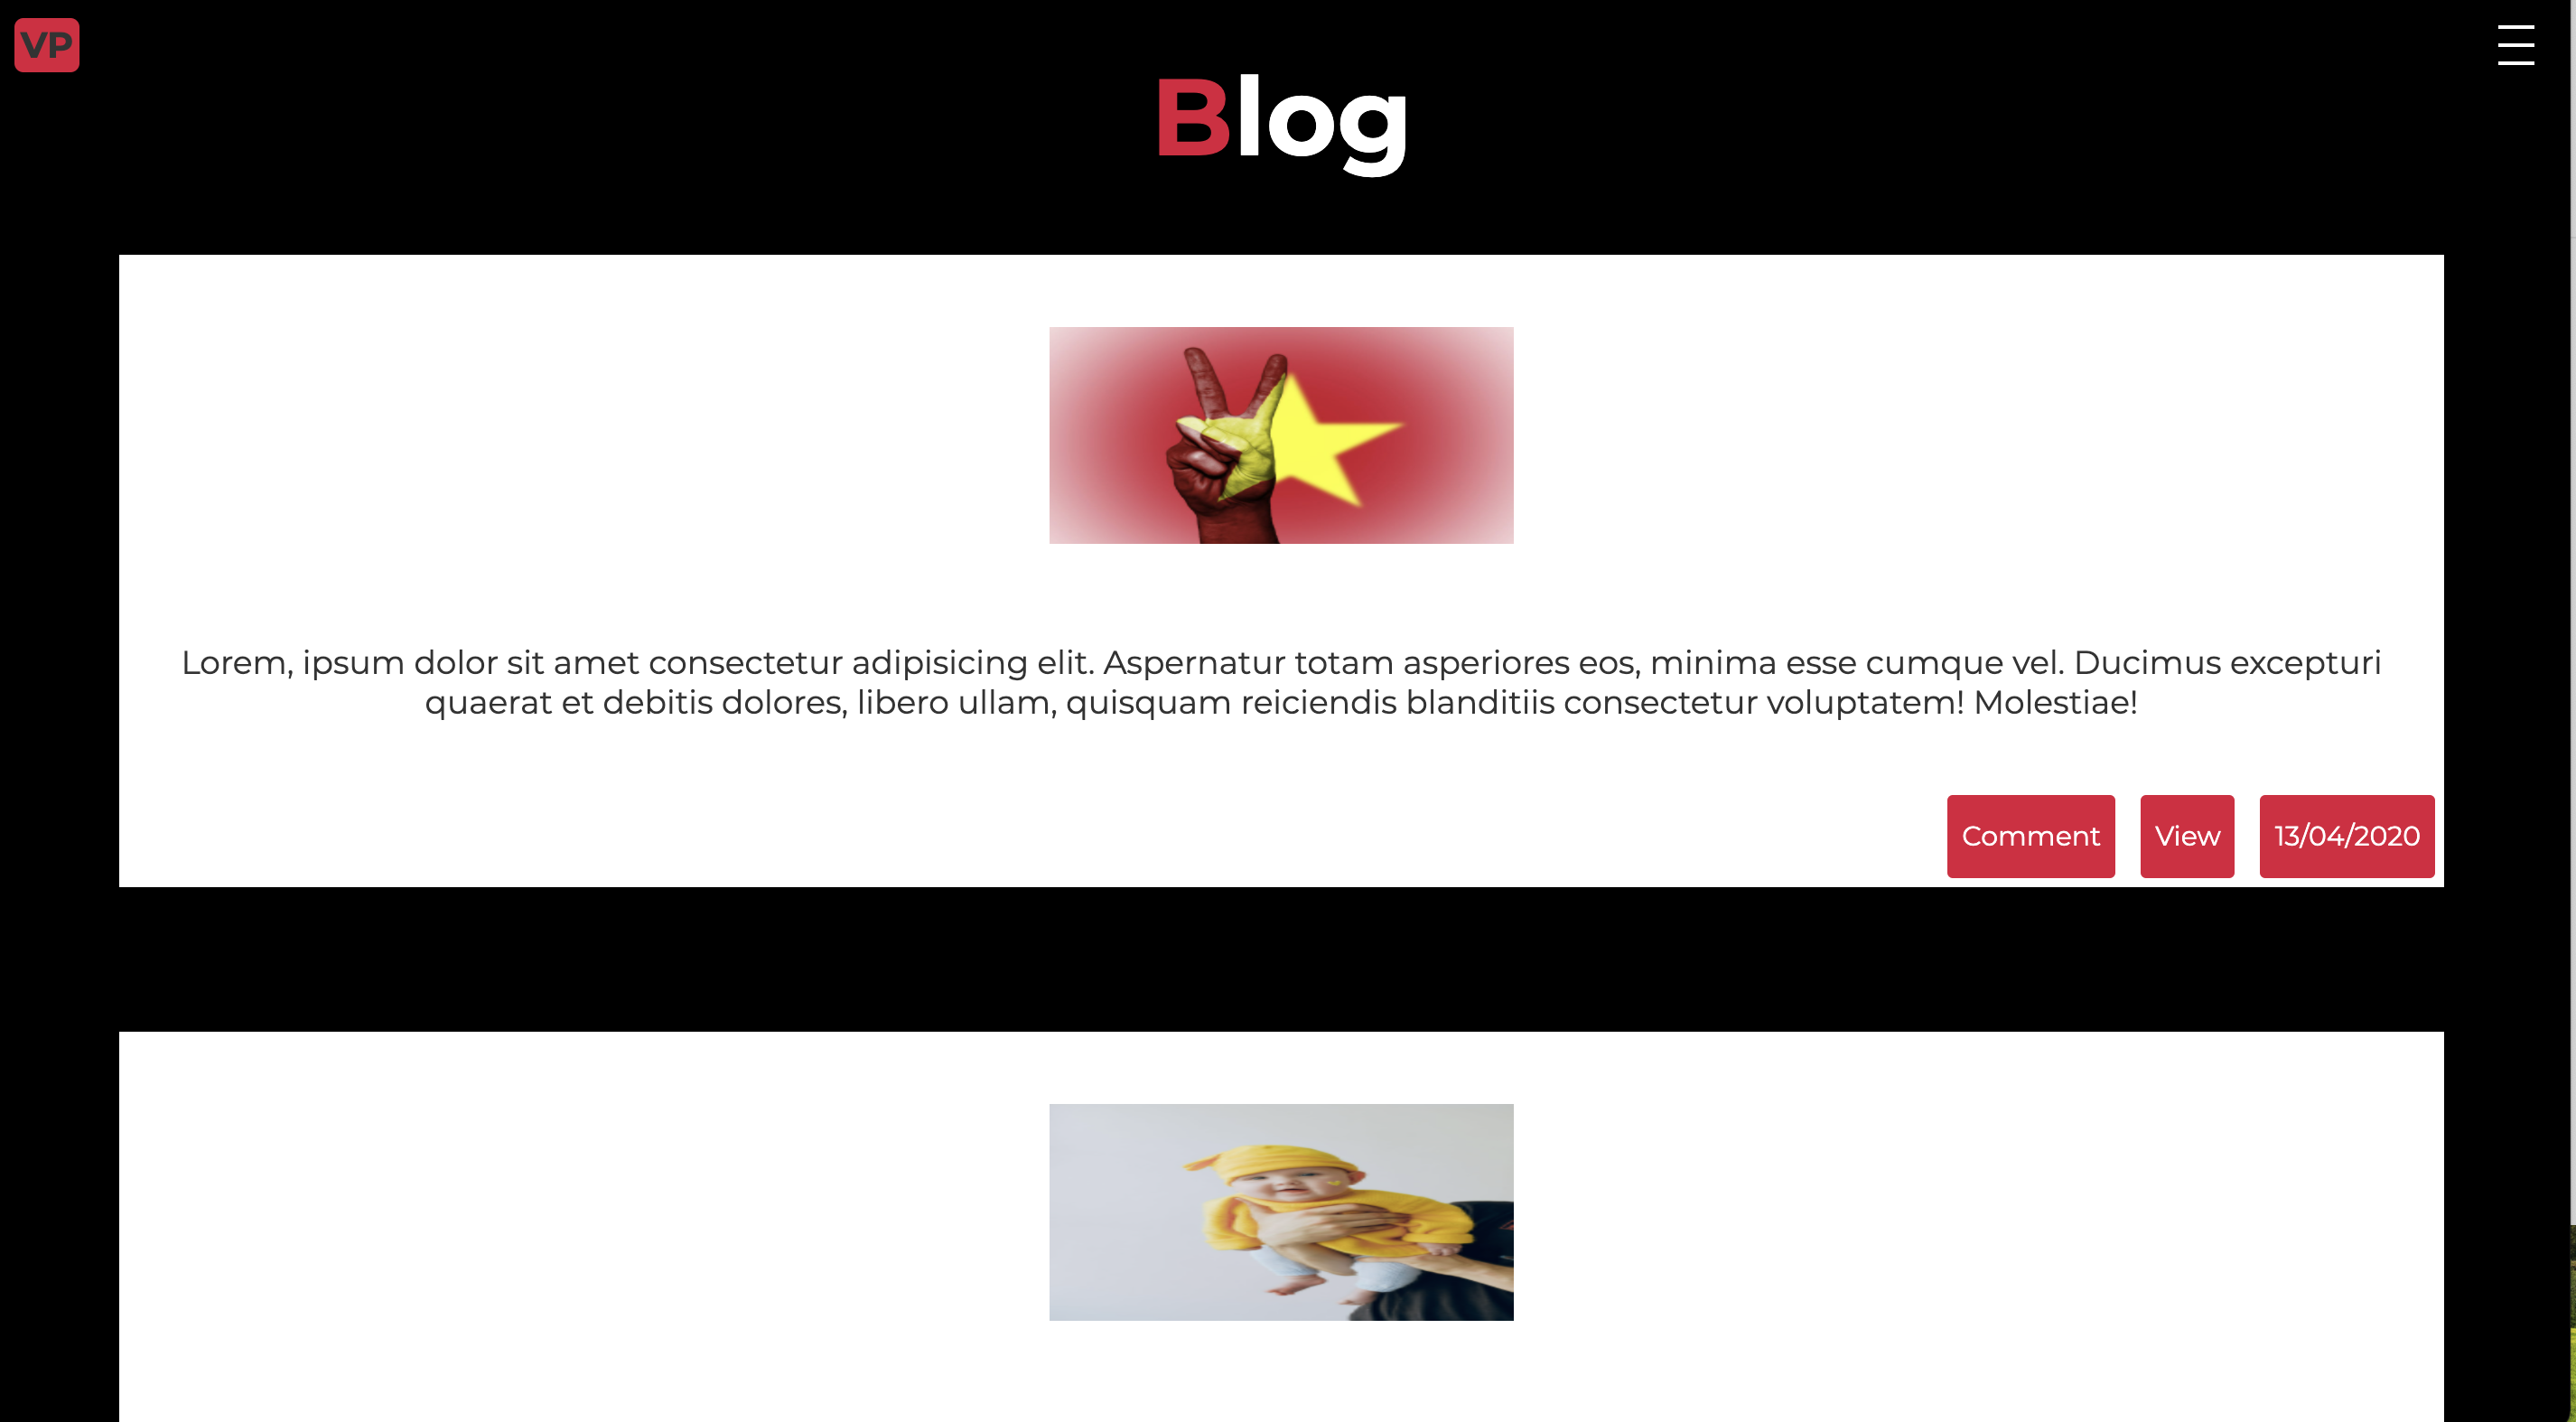 VP
Blog
Lorem, ipsum dolor sit amet consectetur adipisicing elit. Aspernatur totam asperiores eos, minima esse cumque vel. Ducimus excepturi
quaerat et debitis dolores, libero ullam, quisquam reiciendis blanditiis consectetur voluptatem! Molestiae!
Comment View 13/04/2020